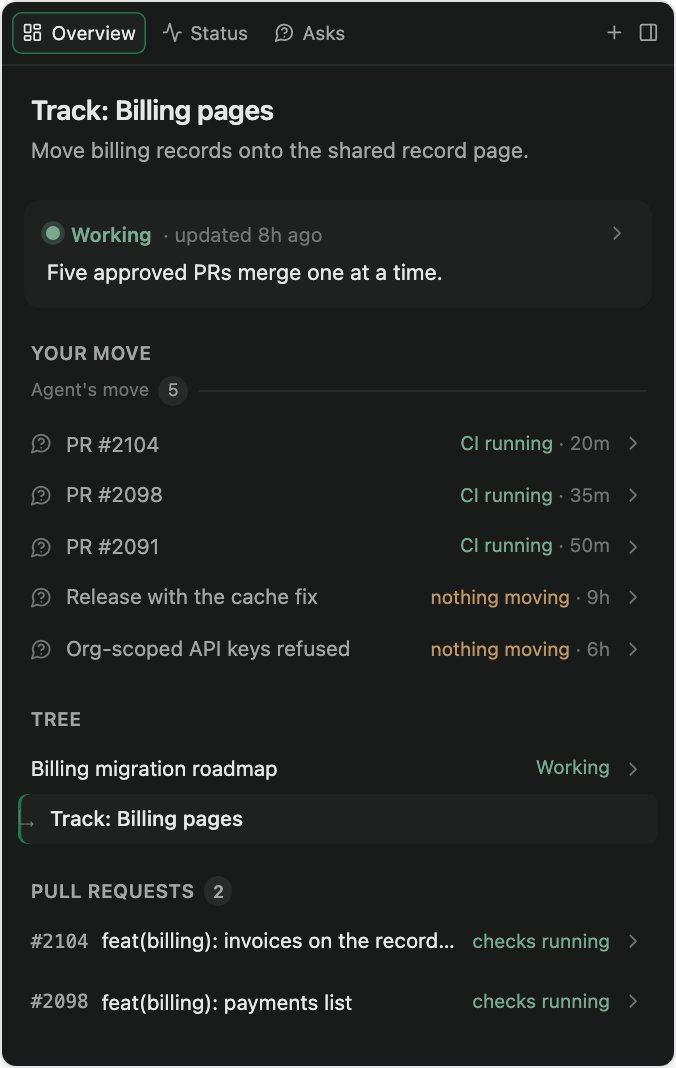 Overview Status Asks
Track: Billing pages
Move billing records onto the shared record page.
Working · updated 8h ago
Five approved PRs merge one at a time.
YOUR MOVE
Agent's move 5
PR #2104 CI running · 20m
PR #2098 CI running · 35m
PR #2091 CI running · 50m
Release with the cache fix nothing moving · 9h
Org-scoped API keys refused nothing moving · 6h
TREE
Billing migration roadmap Working
Track: Billing pages
PULL REQUESTS 2
#2104 feat(billing): invoices on the record... checks running
#2098 feat(billing): payments list checks running